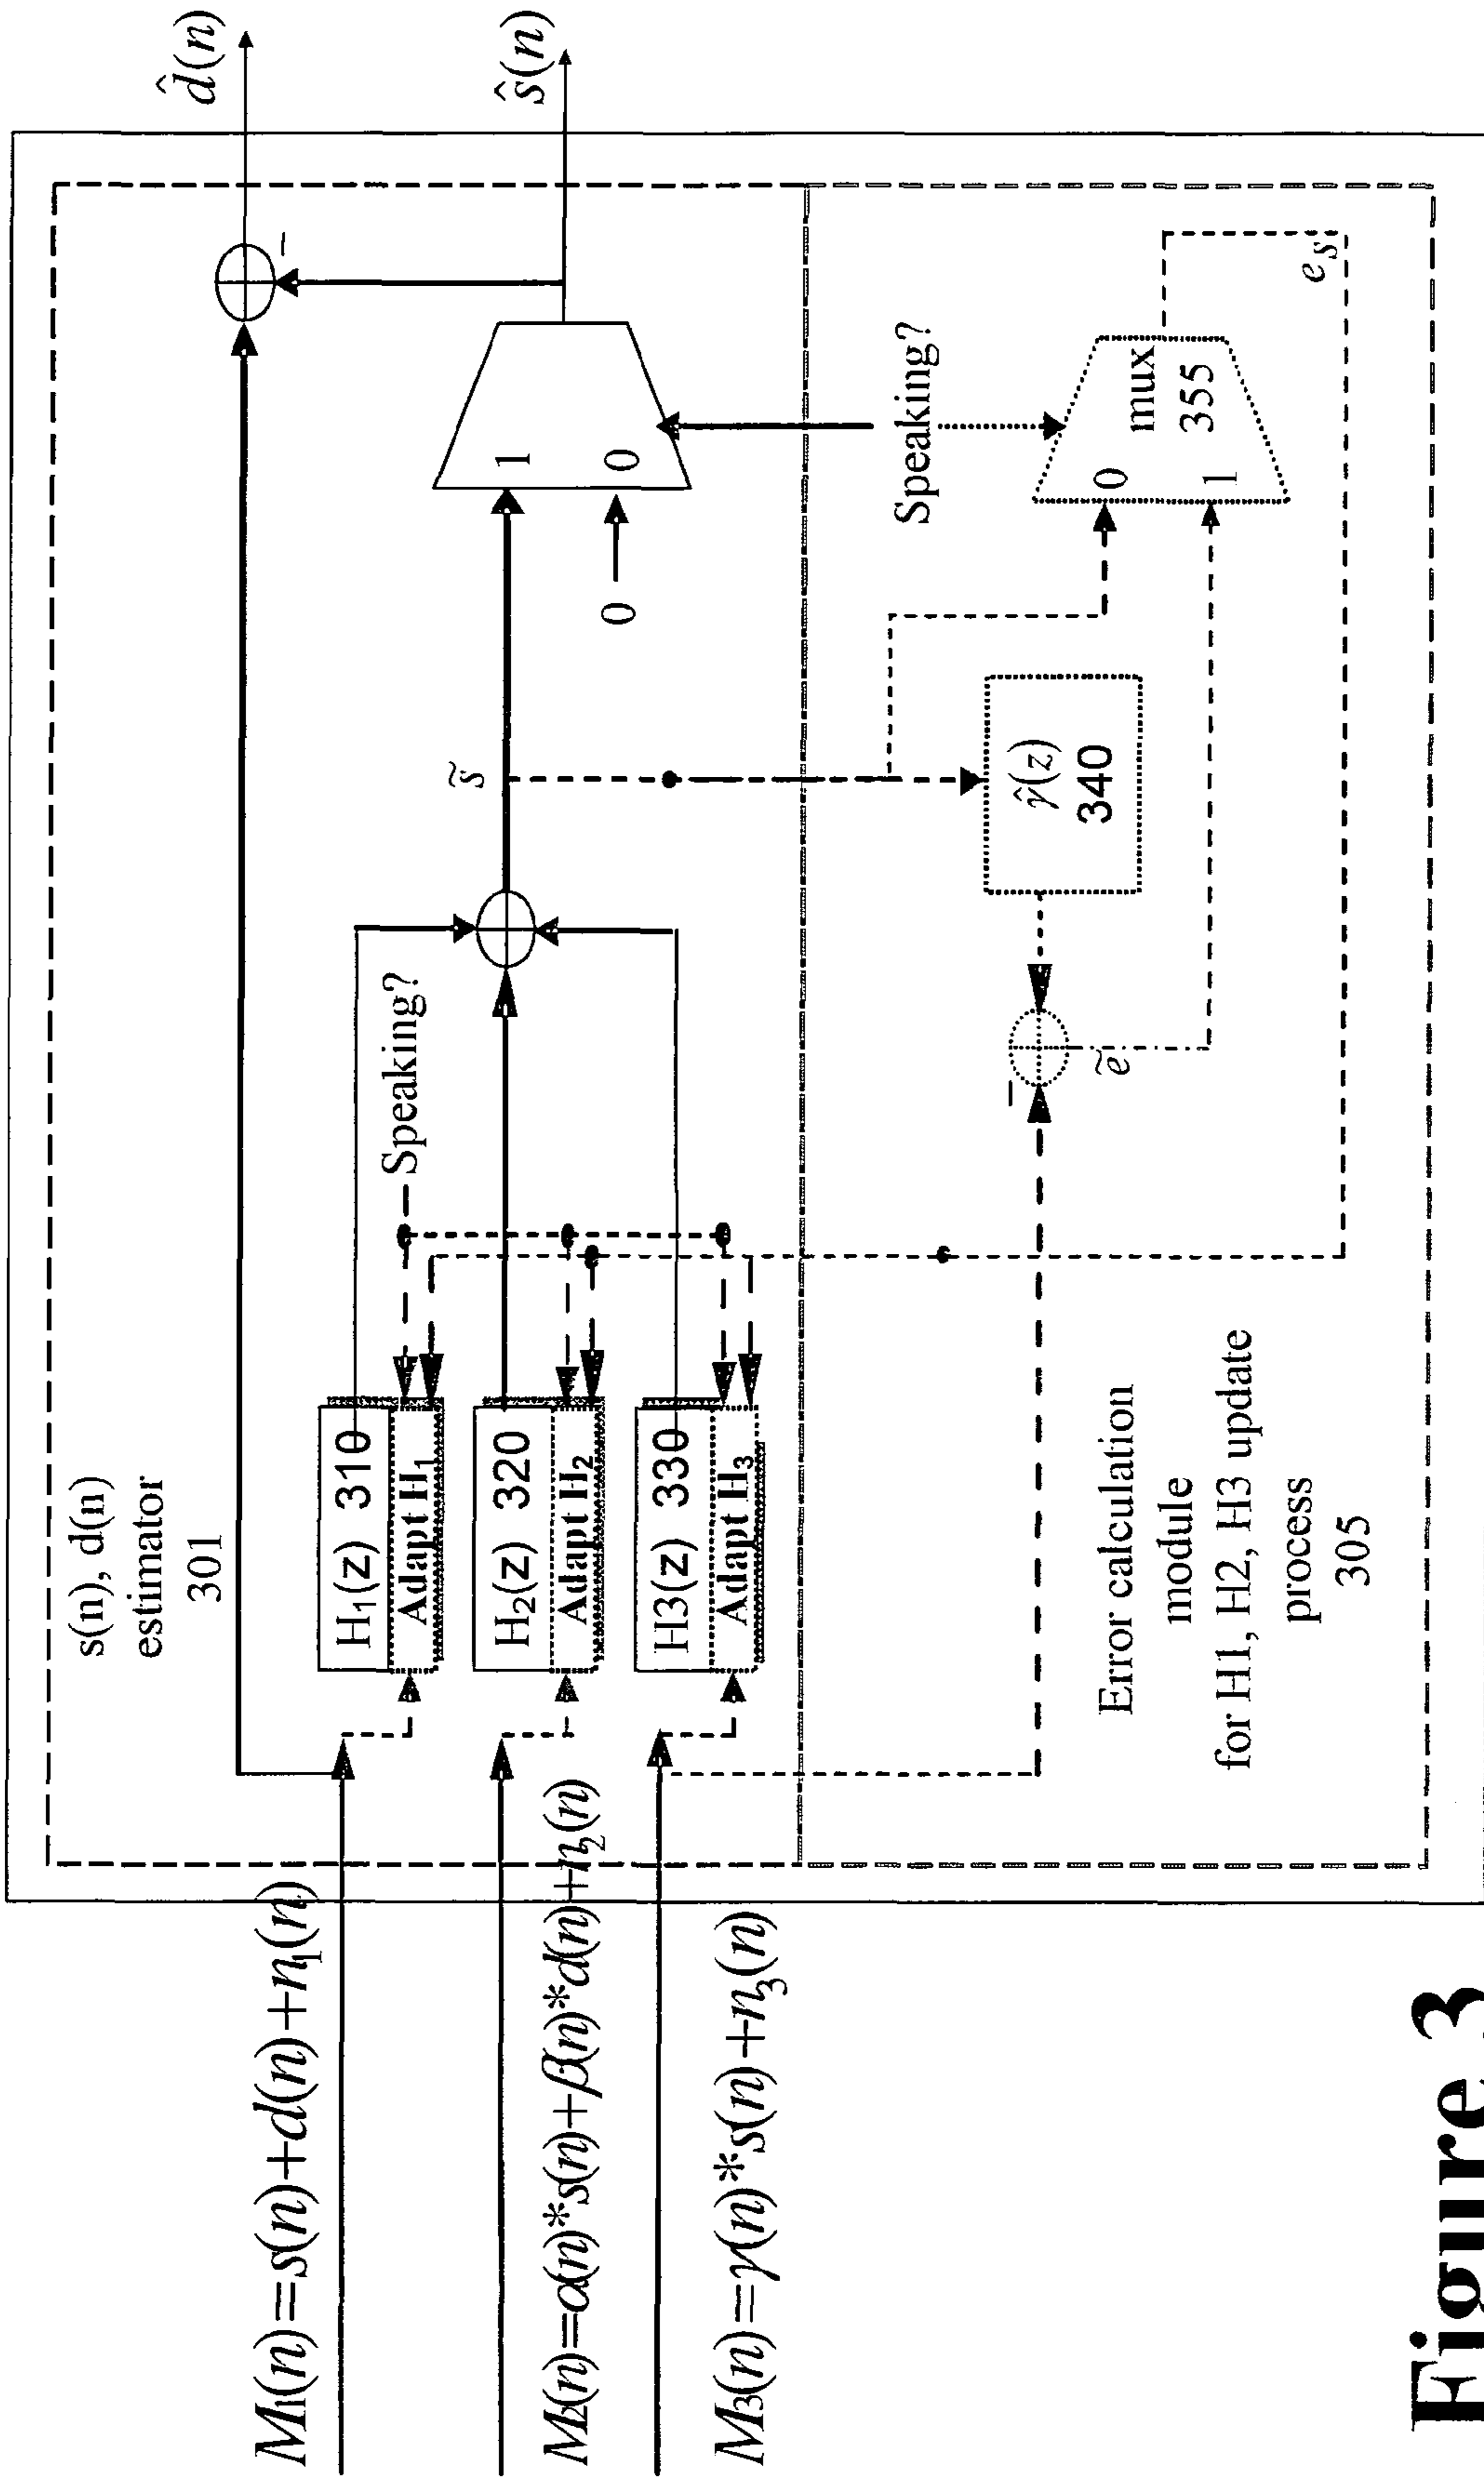 M₁(n)=s(n)+d(n)+n₁(n)
M₂(n)=α(n)*s(n)+β(n)*d(n)+n₂(n)
M₃(n)=γ(n)*s(n)+n₃(n)
s(n), d(n)
estimator
301
H₁(z) 310
Adapt H₁
H₂(z) 320
Adapt H₂
H3(z) 330
Adapt H₃
Speaking?
s̃
0
1
0
−
d̂(n)
ŝ(n)
Speaking?
γ̂(z)
340
−
ẽ
0
1
mux
355
eₛ
Error calculation
module
for H1, H2, H3 update
process
305
Figure 3